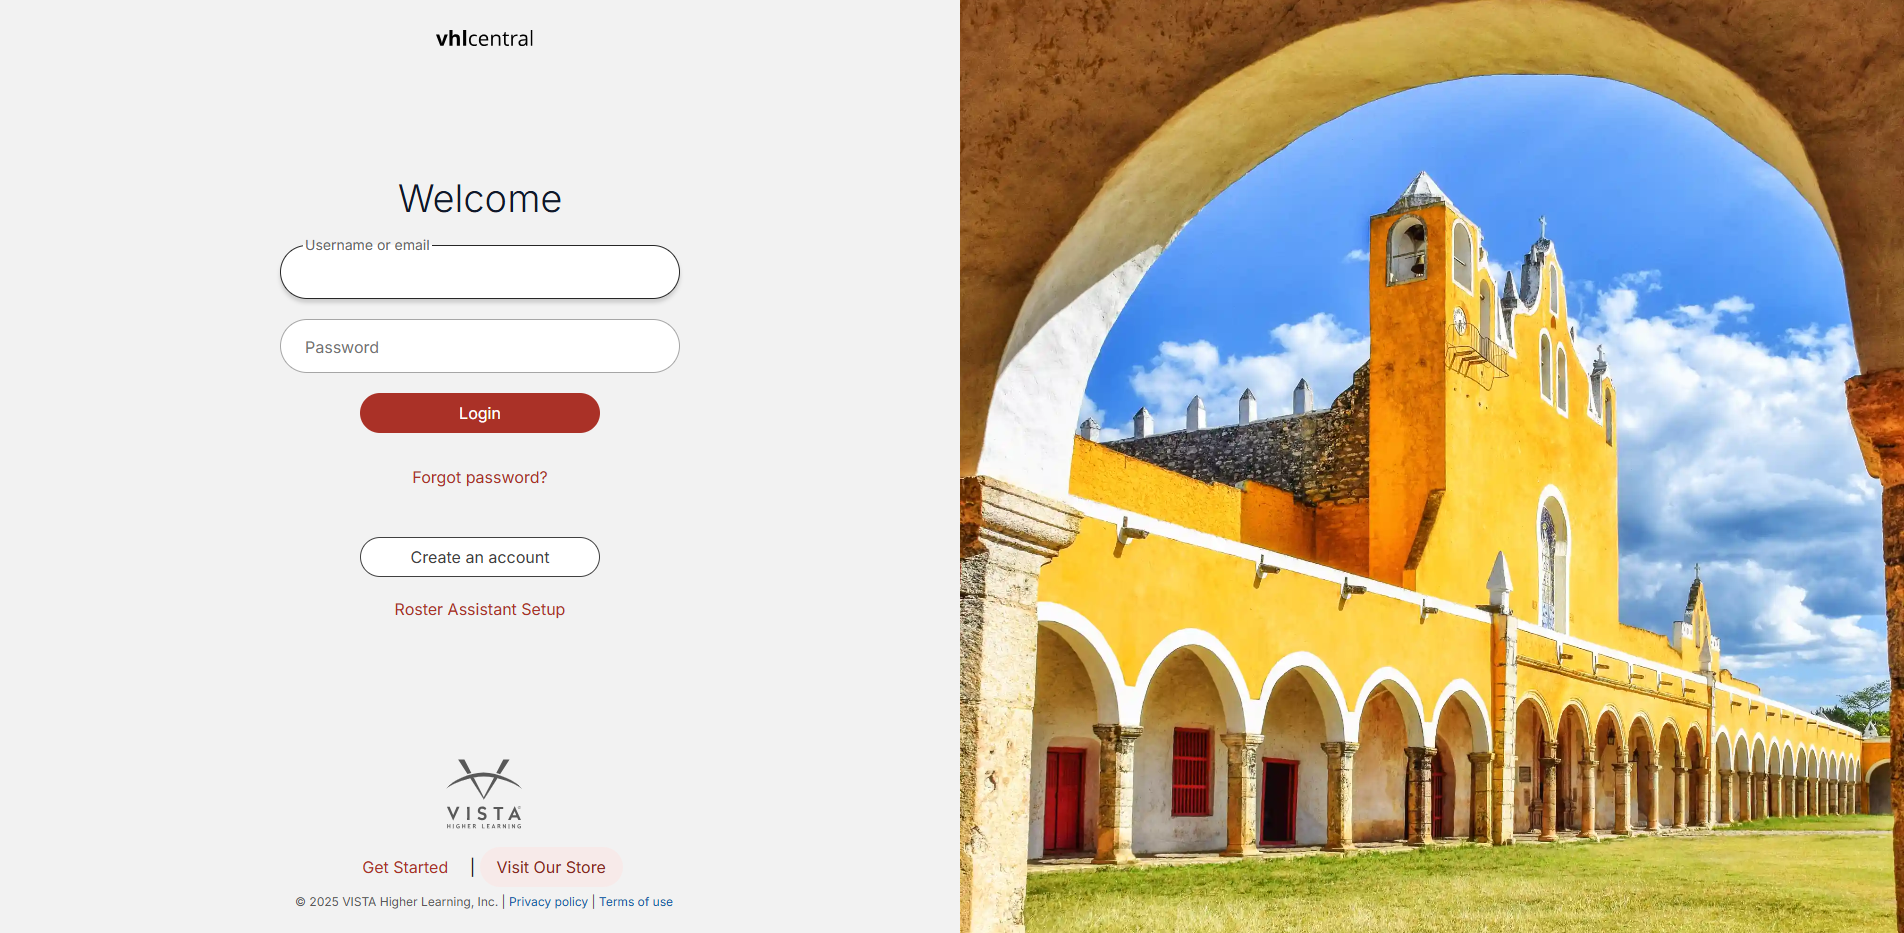 vhlcentral
Welcome
Username or email
Password
Login
Forgot password?
Create an account
Roster Assistant Setup
VISTA
HIGHER LEARNING
Get Started | Visit Our Store
© 2025 VISTA Higher Learning, Inc. | Privacy policy | Terms of use